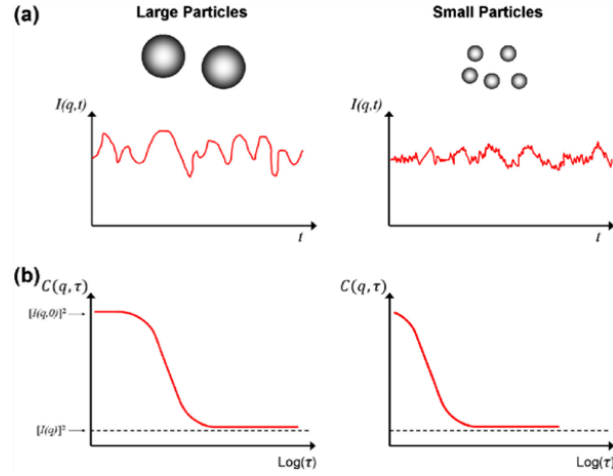 Large Particles
Small Particles
(a)
I(q,t)
I(q,t)
t
t
(b)
C(q,τ)
C(q,τ)
[I(q,0)]²
[I(q)]²
Log(τ)
Log(τ)